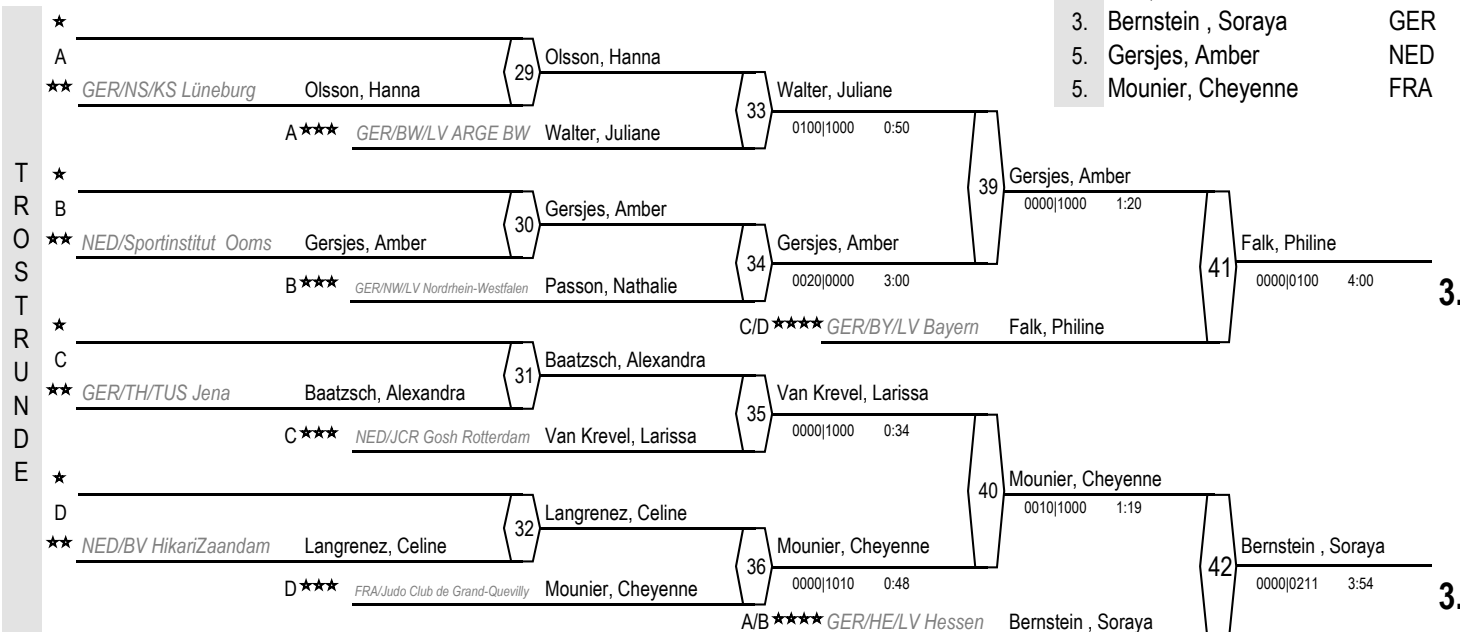 3. Bernstein , Soraya GER
5. Gersjes, Amber NED
5. Mounier, Cheyenne FRA
TROSTRUNDE
★
A
29 Olsson, Hanna
★★ GER/NS/KS Lüneburg Olsson, Hanna
33 Walter, Juliane
0100|1000 0:50
A ★★★ GER/BW/LV ARGE BW Walter, Juliane
★
39 Gersjes, Amber
0000|1000 1:20
B
30 Gersjes, Amber
★★ NED/Sportinstitut Ooms Gersjes, Amber
34 Gersjes, Amber
0020|0000 3:00
41 Falk, Philine
0000|0100 4:00
3.
B ★★★ GER/NW/LV Nordrhein-Westfalen Passon, Nathalie
C/D ★★★★ GER/BY/LV Bayern Falk, Philine
★
C
31 Baatzsch, Alexandra
★★ GER/TH/TUS Jena Baatzsch, Alexandra
35 Van Krevel, Larissa
0000|1000 0:34
C ★★★ NED/JCR Gosh Rotterdam Van Krevel, Larissa
★
40 Mounier, Cheyenne
0010|1000 1:19
D
32 Langrenez, Celine
★★ NED/BV HikariZaandam Langrenez, Celine
36 Mounier, Cheyenne
0000|1010 0:48
42 Bernstein , Soraya
0000|0211 3:54
3.
D ★★★ FRA/Judo Club de Grand-Quevilly Mounier, Cheyenne
A/B ★★★★ GER/HE/LV Hessen Bernstein , Soraya